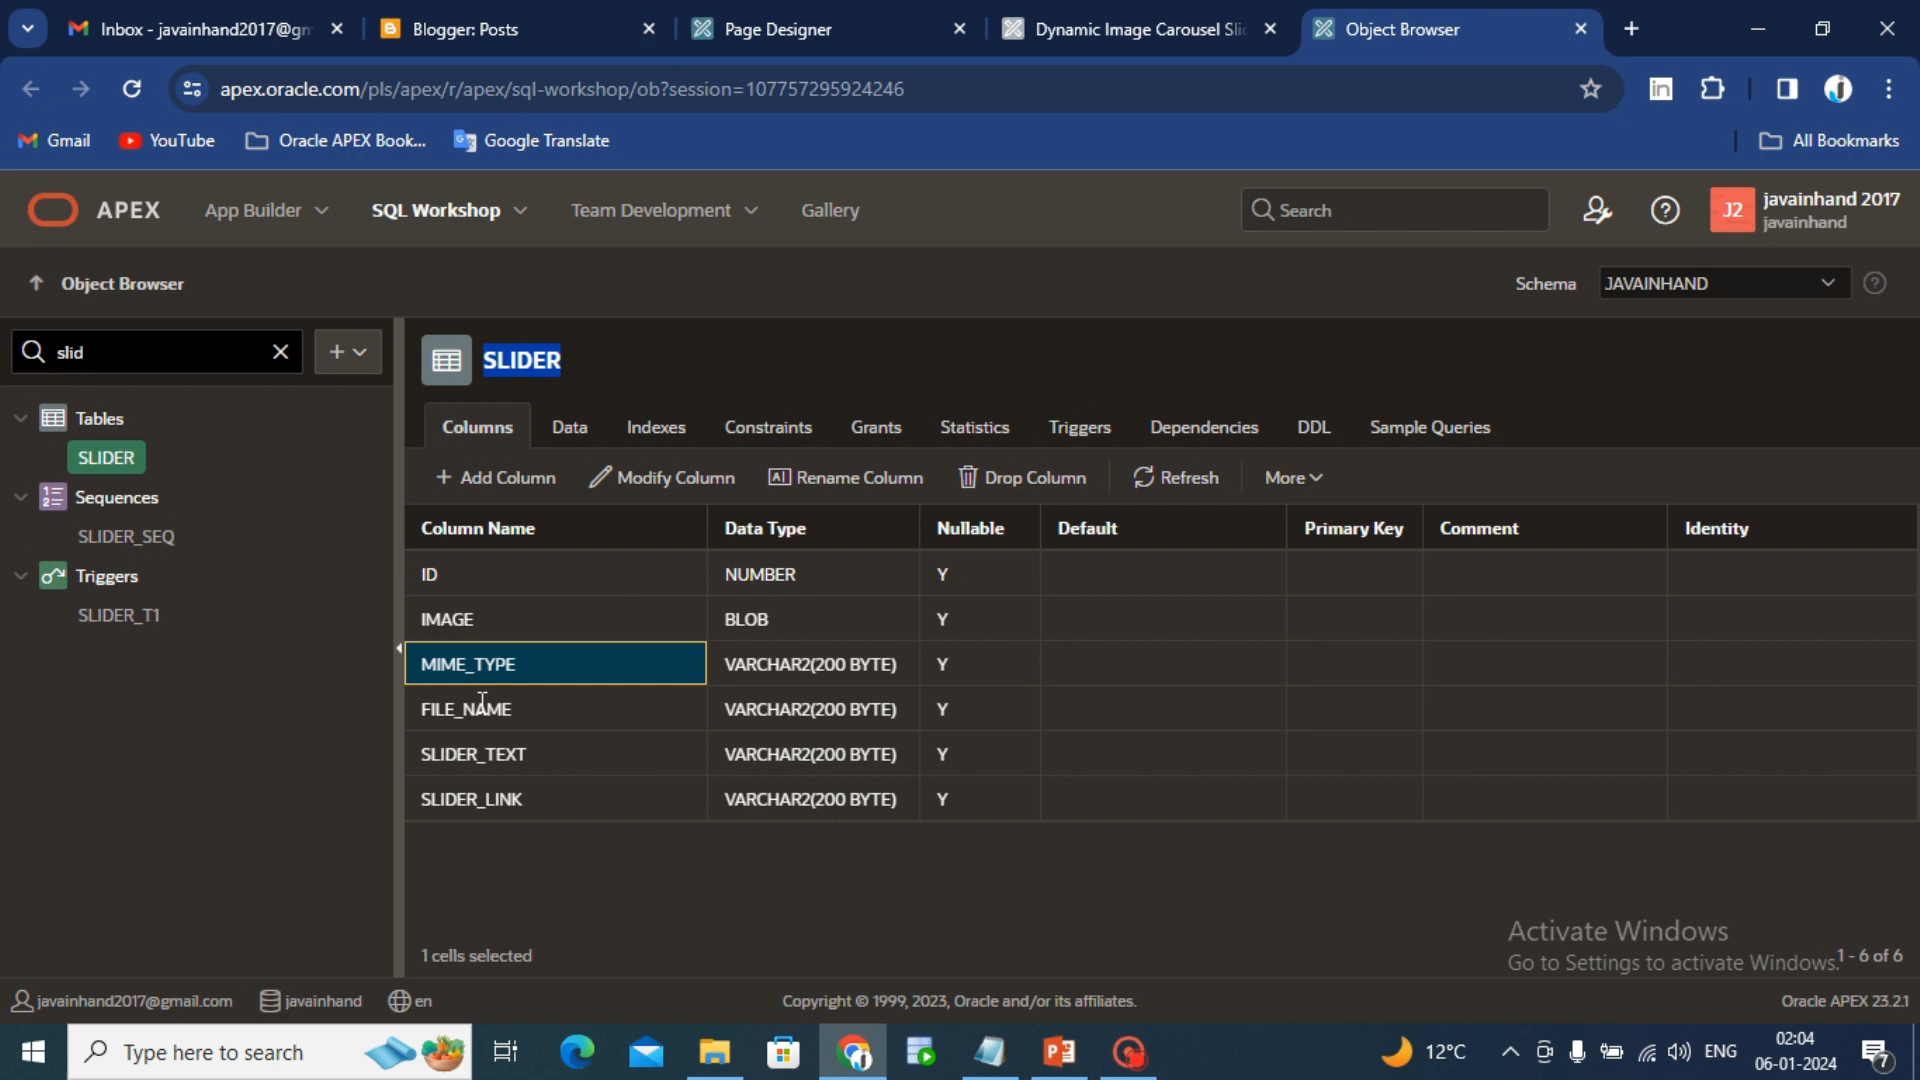 Inbox - javainhand2017@gm
Blogger: Posts
Page Designer
Dynamic Image Carousel Slid
Object Browser
apex.oracle.com/pls/apex/r/apex/sql-workshop/ob?session=107757295924246
Gmail
YouTube
Oracle APEX Book...
Google Translate
All Bookmarks
APEX
App Builder
SQL Workshop
Team Development
Gallery
Search
J2
javainhand 2017
javainhand
Object Browser
Schema
JAVAINHAND
slid
SLIDER
Tables
SLIDER
Sequences
SLIDER_SEQ
Triggers
SLIDER_T1
Columns Data Indexes Constraints Grants Statistics Triggers Dependencies DDL Sample Queries
Add Column Modify Column Rename Column Drop Column Refresh More
Column Name Data Type Nullable Default Primary Key Comment Identity
ID NUMBER Y
IMAGE BLOB Y
MIME_TYPE VARCHAR2(200 BYTE) Y
FILE_NAME VARCHAR2(200 BYTE) Y
SLIDER_TEXT VARCHAR2(200 BYTE) Y
SLIDER_LINK VARCHAR2(200 BYTE) Y
Activate Windows
Go to Settings to activate Windows.
1 cells selected
1 - 6 of 6
javainhand2017@gmail.com
javainhand
en
Copyright © 1999, 2023, Oracle and/or its affiliates.
Oracle APEX 23.2.1
Type here to search
12°C
ENG
02:04
06-01-2024
7